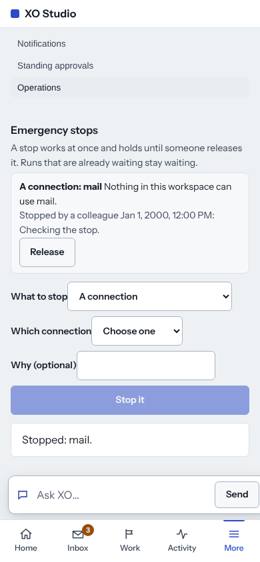 XO Studio
Notifications
Standing approvals
Operations
Emergency stops
A stop works at once and holds until someone releases
it. Runs that are already waiting stay waiting.
A connection: mail Nothing in this workspace can
use mail.
Stopped by a colleague Jan 1, 2000, 12:00 PM:
Checking the stop.
Release
What to stop A connection
Which connection Choose one
Why (optional)
Stop it
Stopped: mail.
Ask XO... Send
3
Home Inbox Work Activity More